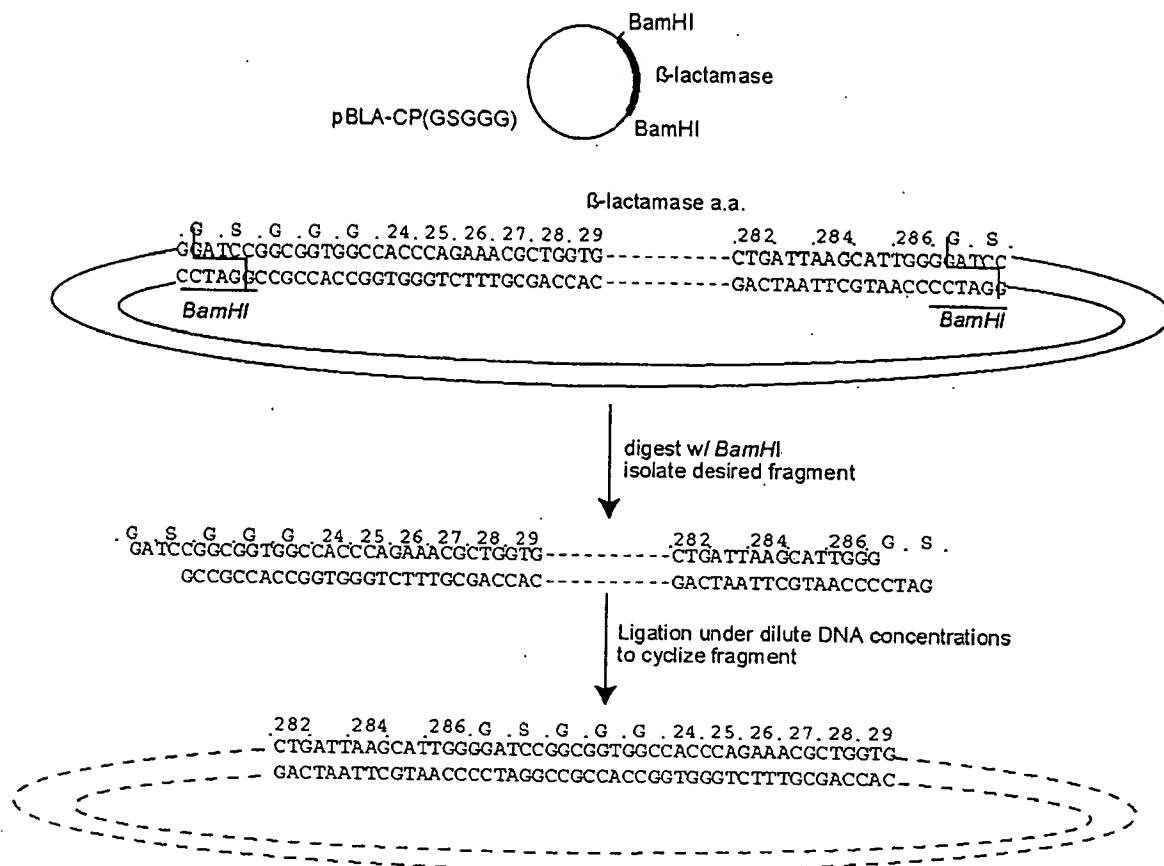 BamHI
ß-lactamase
pBLA-CP(GSGGG)
BamHI
ß-lactamase a.a.
.G . S . G . G . G . 24. 25. 26. 27. 28. 29 .282 .284 .286. G . S .
GGATCCGGCGGTGGCCACCCAGAAACGCTGGTG-----------CTGATTAAGCATTGGGGATCC
CCTAGGCCGCCACCGGTGGGTCTTTGCGACCAC-----------GACTAATTCGTAACCCCTAGG
BamHI BamHI
digest w/ BamHI
isolate desired fragment
. G . S . G . G . G . 24. 25. 26. 27. 28. 29 .282 .284 .286 G . S .
GATCCGGCGGTGGCCACCCAGAAACGCTGGTG-----------CTGATTAAGCATTGGG
GCCGCCACCGGTGGGTCTTTGCGACCAC-----------GACTAATTCGTAACCCCTAG
Ligation under dilute DNA concentrations
to cyclize fragment
.282 .284 .286. G . S . G . G . G . 24. 25. 26. 27. 28. 29
CTGATTAAGCATTGGGGATCCGGCGGTGGCCACCCAGAAACGCTGGTG
GACTAATTCGTAACCCCTAGGCCGCCACCGGTGGGTCTTTGCGACCAC